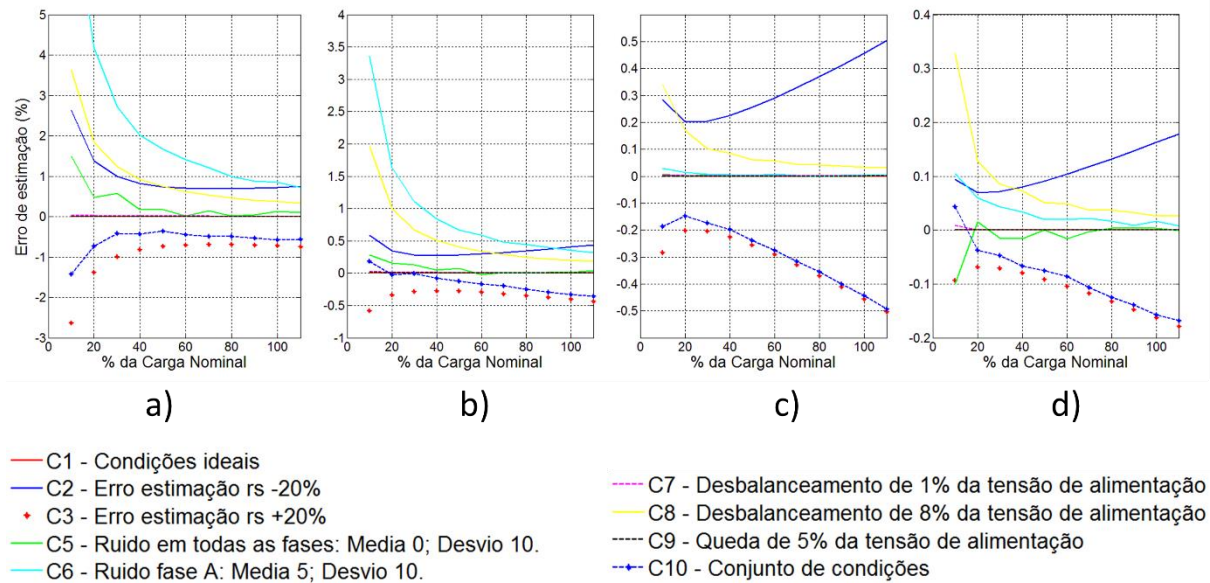 Erro de estimação (%)
5
4
3
2
1
0
-1
-2
-3
0 20 40 60 80 100
% da Carga Nominal
a)
4
3.5
3
2.5
2
1.5
1
0.5
0
-0.5
-1
0 20 40 60 80 100
% da Carga Nominal
b)
0.5
0.4
0.3
0.2
0.1
0
-0.1
-0.2
-0.3
-0.4
-0.5
0 20 40 60 80 100
% da Carga Nominal
c)
0.4
0.3
0.2
0.1
0
-0.1
-0.2
0 20 40 60 80 100
% da Carga Nominal
d)
C1 - Condições ideais
C2 - Erro estimação rs -20%
C3 - Erro estimação rs +20%
C5 - Ruido em todas as fases: Media 0; Desvio 10.
C6 - Ruido fase A: Media 5; Desvio 10.
C7 - Desbalanceamento de 1% da tensão de alimentação
C8 - Desbalanceamento de 8% da tensão de alimentação
C9 - Queda de 5% da tensão de alimentação
C10 - Conjunto de condições